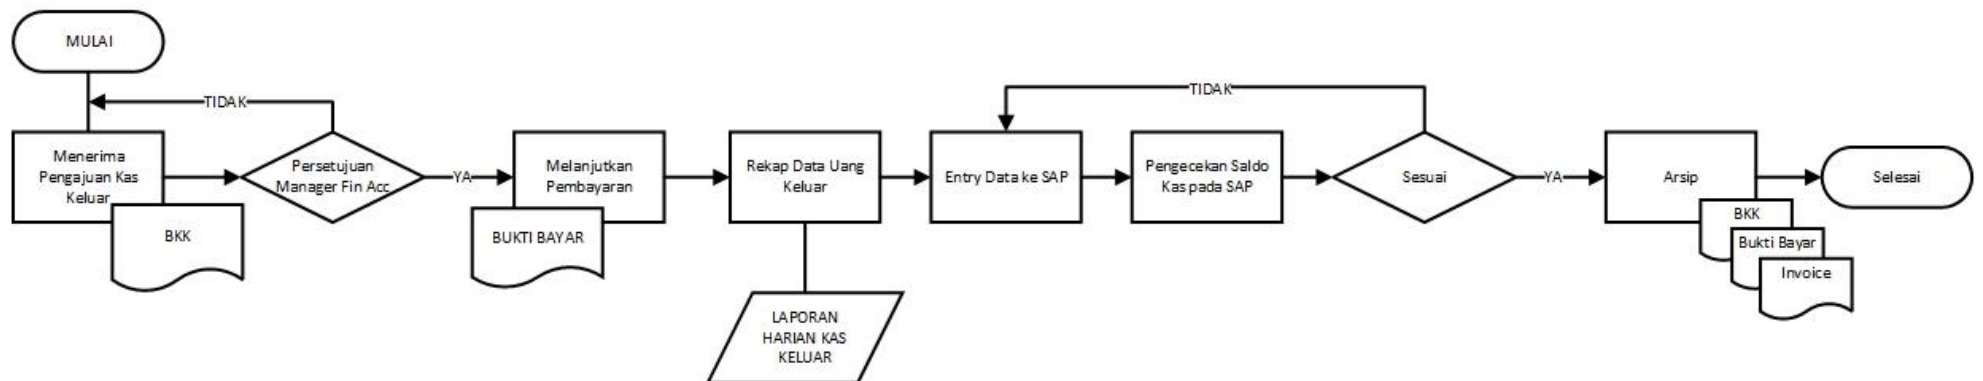 MULAI
TIDAK
Menerima
Pengajuan Kas
Keluar
BKK
Persetujuan
Manager Fin Acc
YA
Melanjutkan
Pembayaran
BUKTI BAYAR
Rekap Data Uang
Keluar
LAPORAN
HARIAN KAS
KELUAR
Entry Data ke SAP
TIDAK
Pengecekan Saldo
Kas pada SAP
Sesuai
YA
Arsip
BKK
Bukti Bayar
Invoice
Selesai